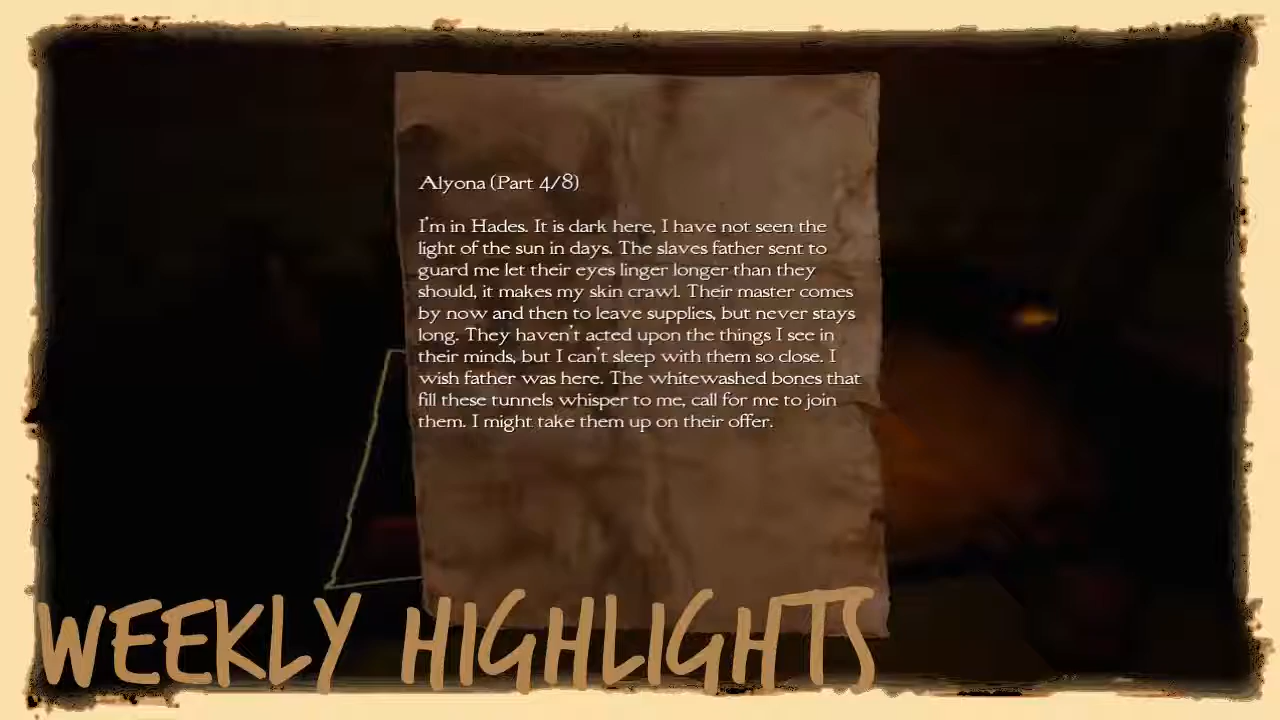 Alyona (Part 4/8)
I'm in Hades. It is dark here, I have not seen the
light of the sun in days. The slaves father sent to
guard me let their eyes linger longer than they
should, it makes my skin crawl. Their master comes
by now and then to leave supplies, but never stays
long. They haven't acted upon the things I see in
their minds, but I can't sleep with them so close. I
wish father was here. The whitewashed bones that
fill these tunnels whisper to me, call for me to join
them. I might take them up on their offer.
WEEKLY HIGHLIGHTS